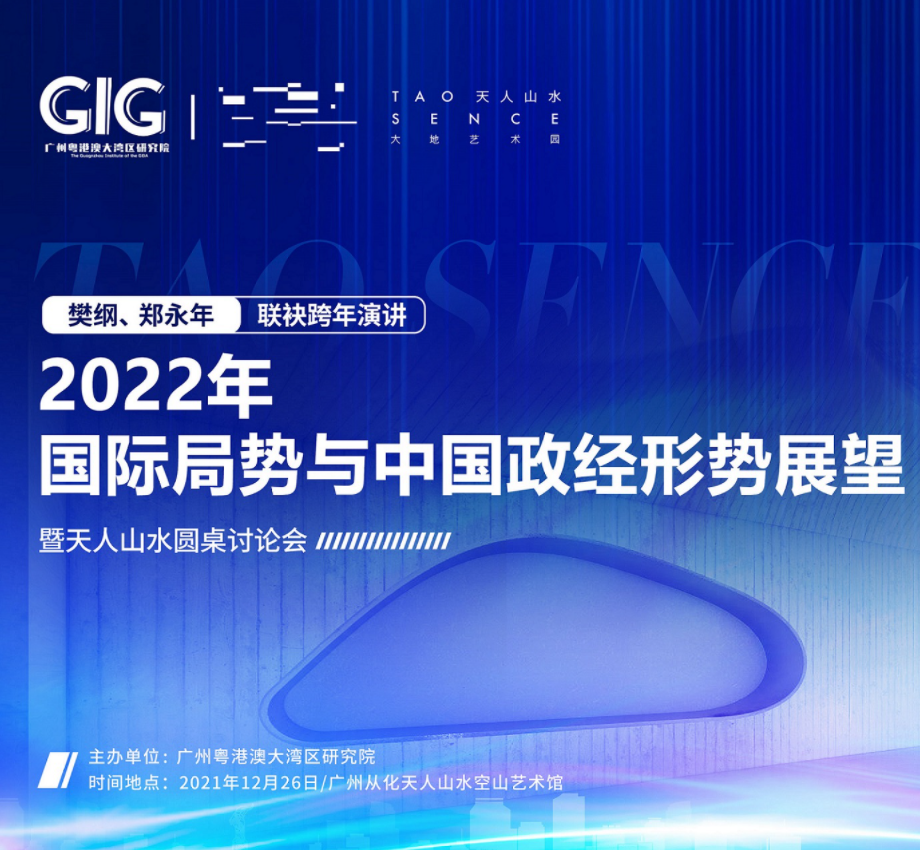 GIG
广州粤港澳大湾区研究院
The Guangzhou Institute of the GBA
TAO 天人山水
SENCE
大地艺术园
TAO SENCE
樊纲、郑永年 联袂跨年演讲
2022年
国际局势与中国政经形势展望
暨天人山水圆桌讨论会
主办单位：广州粤港澳大湾区研究院
时间地点：2021年12月26日/广州从化天人山水空山艺术馆